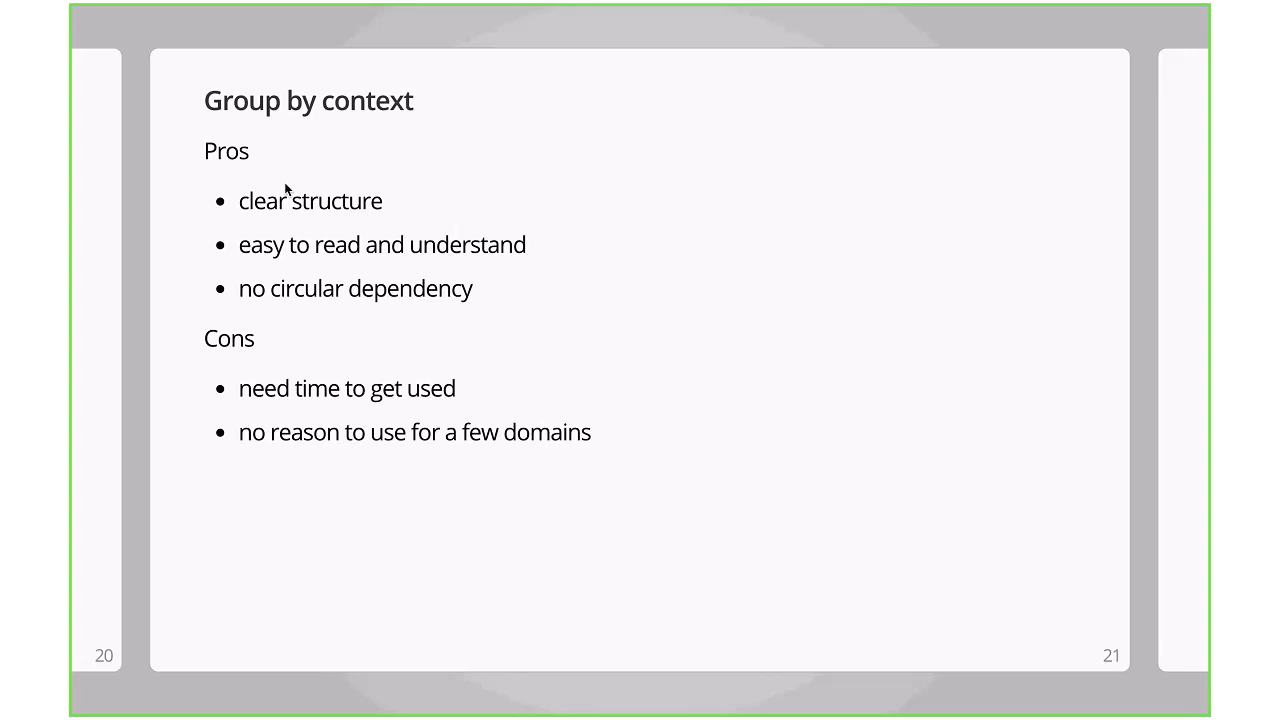 Group by context
Pros
• clear structure
• easy to read and understand
• no circular dependency
Cons
• need time to get used
• no reason to use for a few domains
20
21